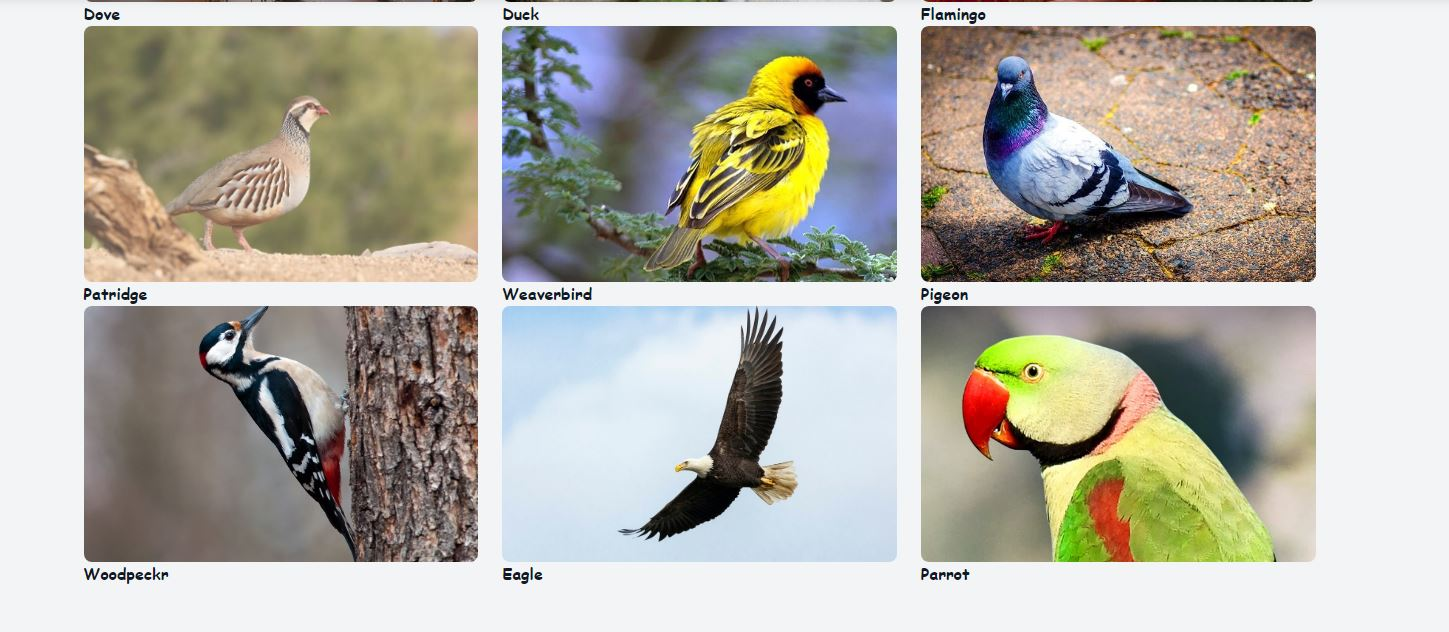 Dove
Duck
Flamingo
Patridge
Weaverbird
Pigeon
Woodpeckr
Eagle
Parrot